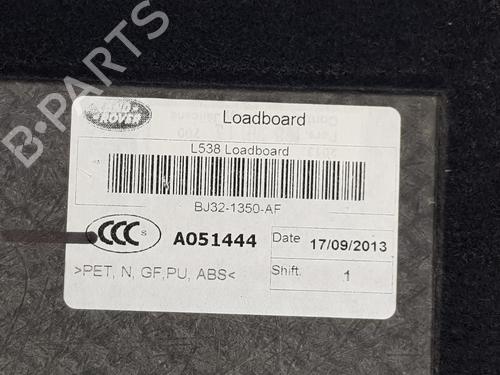 LAND ROVER
Loadboard
L538 Loadboard
BJ32-1350-AF
CCC S
A051444
Date 17/09/2013
>PET, N, GF,PU, ABS<
Shift. 1
B-PARTS